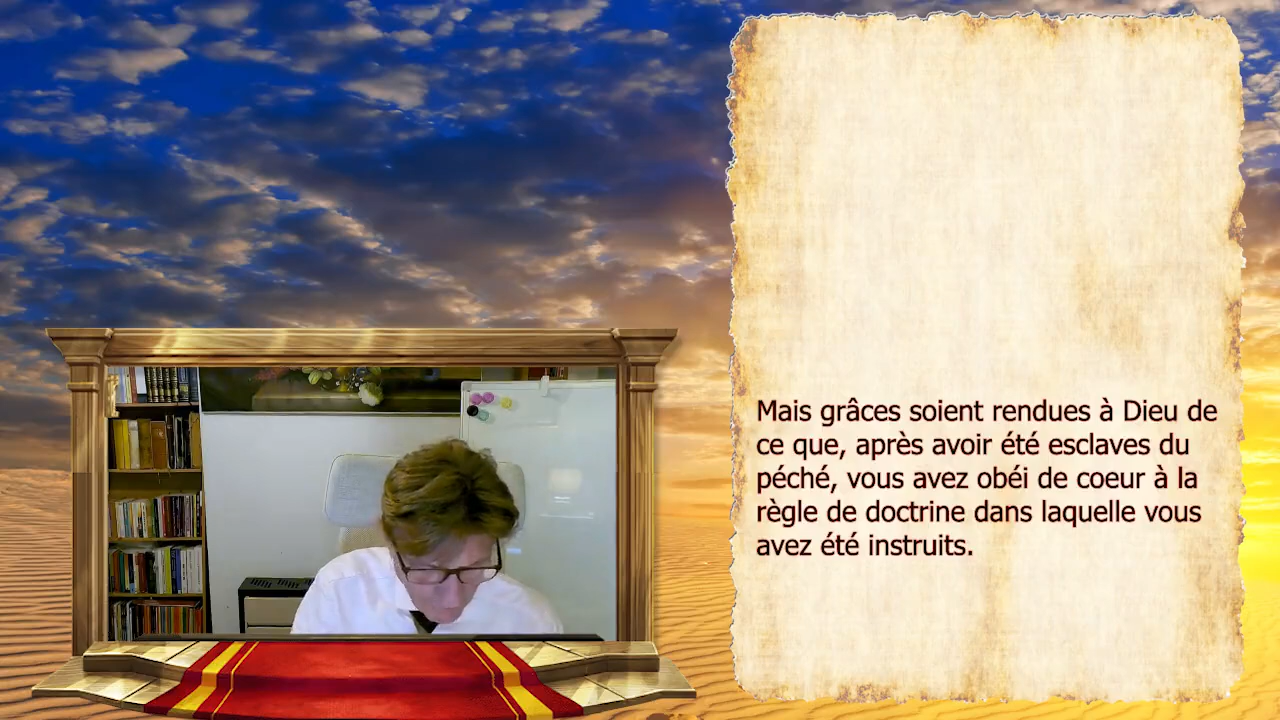 Mais grâces soient rendues à Dieu de
ce que, après avoir été esclaves du
péché, vous avez obéi de coeur à la
règle de doctrine dans laquelle vous
avez été instruits.